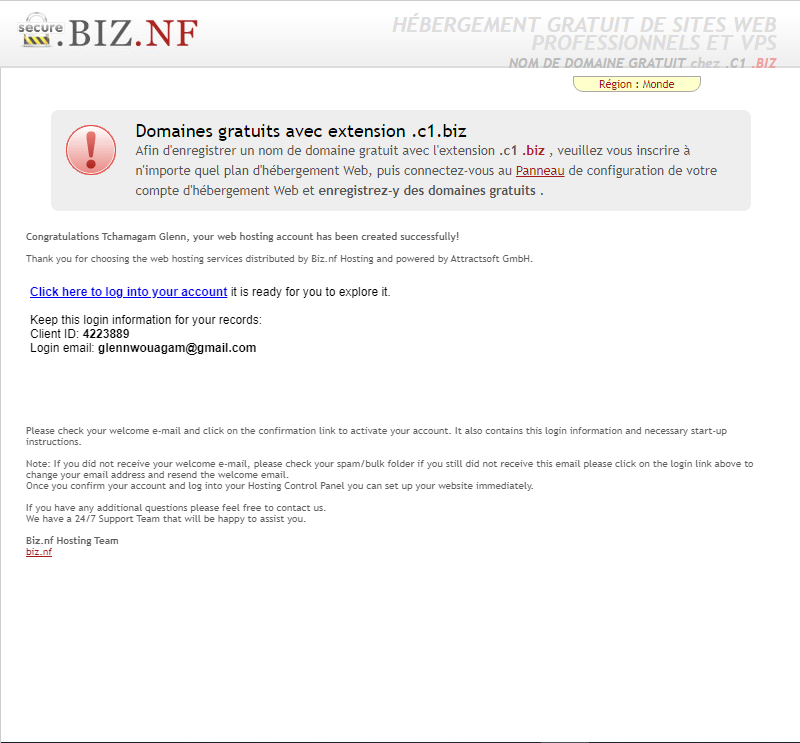 secure
.BIZ.NF
HÉBERGEMENT GRATUIT DE SITES WEB
PROFESSIONNELS ET VPS
NOM DE DOMAINE GRATUIT chez .C1 .BIZ
Région : Monde
Domaines gratuits avec extension .c1.biz
Afin d'enregistrer un nom de domaine gratuit avec l'extension .c1 .biz , veuillez vous inscrire à
n'importe quel plan d'hébergement Web, puis connectez-vous au Panneau de configuration de votre
compte d'hébergement Web et enregistrez-y des domaines gratuits .
Congratulations Tchamagam Glenn, your web hosting account has been created successfully!
Thank you for choosing the web hosting services distributed by Biz.nf Hosting and powered by Attractsoft GmbH.
Click here to log into your account it is ready for you to explore it.
Keep this login information for your records:
Client ID: 4223889
Login email: glennwouagam@gmail.com
Please check your welcome e-mail and click on the confirmation link to activate your account. It also contains this login information and necessary start-up
instructions.
Note: If you did not receive your welcome e-mail, please check your spam/bulk folder if you still did not receive this email please click on the login link above to
change your email address and resend the welcome email.
Once you confirm your account and log into your Hosting Control Panel you can set up your website immediately.
If you have any additional questions please feel free to contact us.
We have a 24/7 Support Team that will be happy to assist you.
Biz.nf Hosting Team
biz.nf